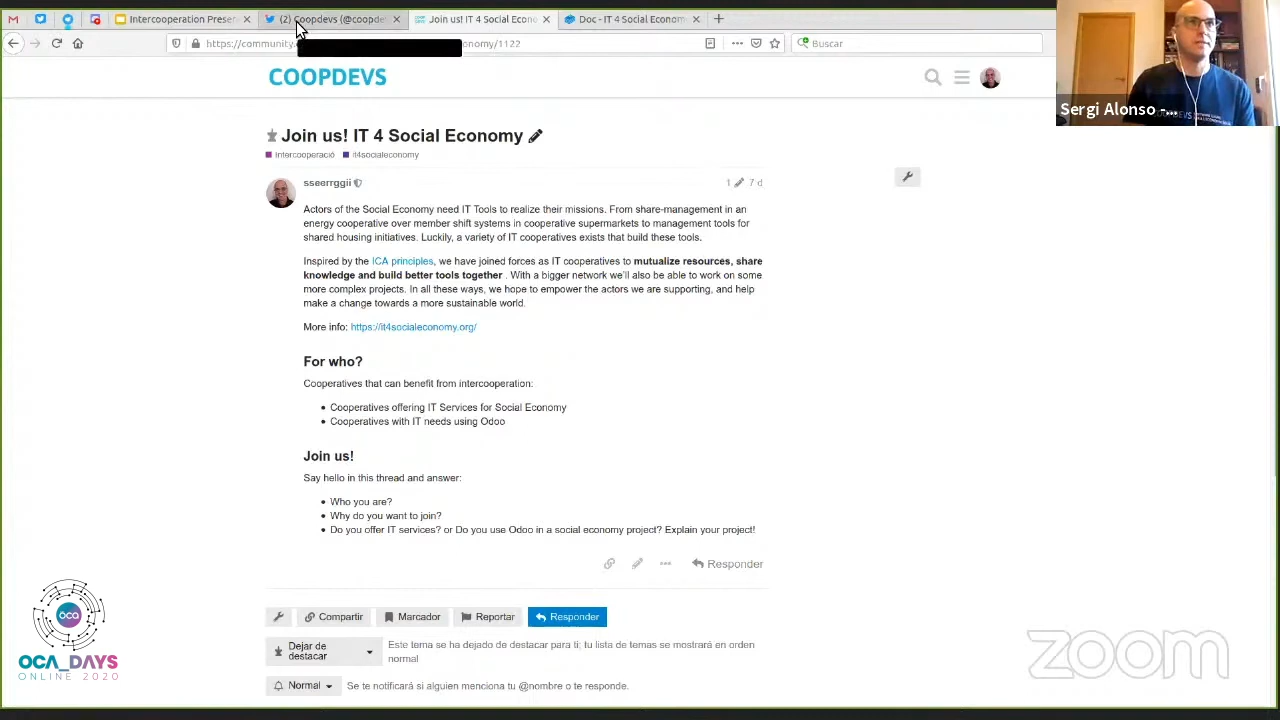 Intercooperation Presen
(2) Coopdevs (@coopde
Join us! IT 4 Social Econo
Doc - IT 4 Social Econom
https://community.
onomy/1122
Buscar
COOPDEVS
Sergi Alonso -...
Join us! IT 4 Social Economy
Intercooperació it4socialeconomy
sseerrggii
1 7 d
Actors of the Social Economy need IT Tools to realize their missions. From share-management in an
energy cooperative over member shift systems in cooperative supermarkets to management tools for
shared housing initiatives. Luckily, a variety of IT cooperatives exists that build these tools.
Inspired by the ICA principles, we have joined forces as IT cooperatives to mutualize resources, share
knowledge and build better tools together . With a bigger network we'll also be able to work on some
more complex projects. In all these ways, we hope to empower the actors we are supporting, and help
make a change towards a more sustainable world.
More info: https://it4socialeconomy.org/
For who?
Cooperatives that can benefit from intercooperation:
• Cooperatives offering IT Services for Social Economy
• Cooperatives with IT needs using Odoo
Join us!
Say hello in this thread and answer:
• Who you are?
• Why do you want to join?
• Do you offer IT services? or Do you use Odoo in a social economy project? Explain your project!
Responder
Compartir Marcador Reportar Responder
Dejar de
destacar
Este tema se ha dejado de destacar para ti; tu lista de temas se mostrará en orden
normal
Normal
Se te notificará si alguien menciona tu @nombre o te responde.
oca
OCA_DAYS
ONLINE 2020
zoom